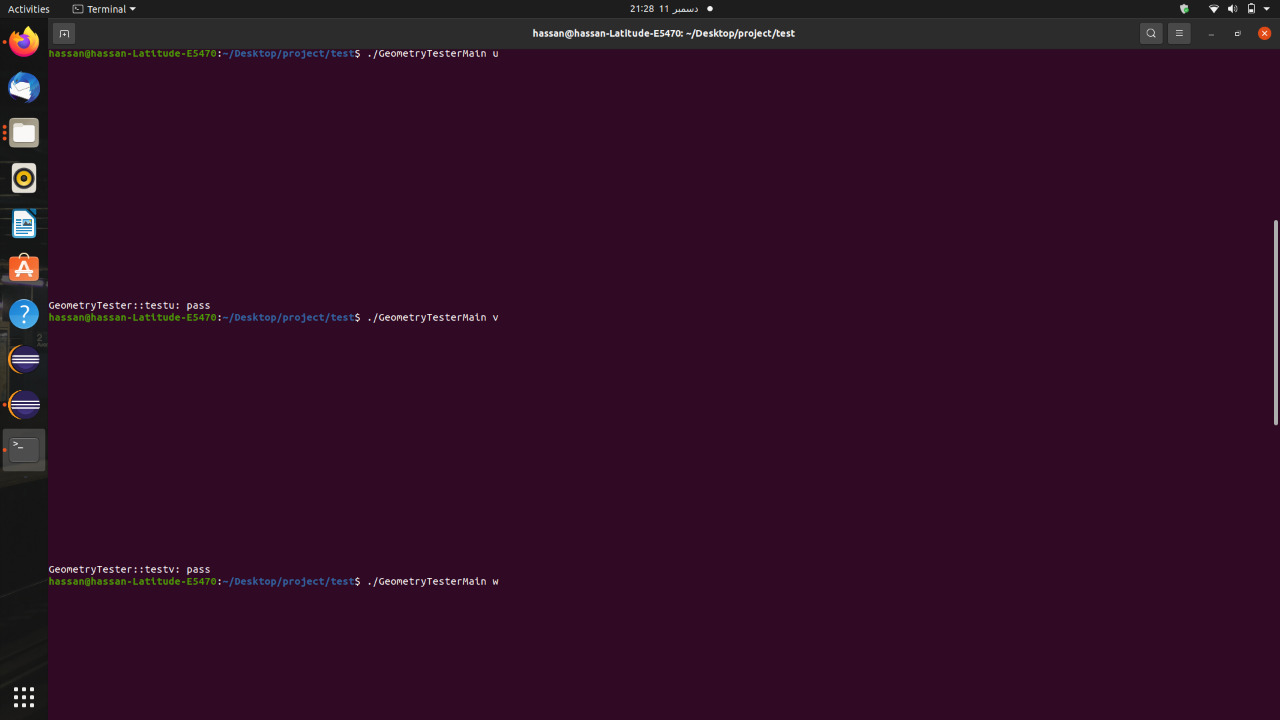 Activities
Terminal
21:28 11 دسمبر
hassan@hassan-Latitude-E5470: ~/Desktop/project/test
hassan@hassan-Latitude-E5470:~/Desktop/project/test$ ./GeometryTesterMain u
GeometryTester::testu: pass
hassan@hassan-Latitude-E5470:~/Desktop/project/test$ ./GeometryTesterMain v
GeometryTester::testv: pass
hassan@hassan-Latitude-E5470:~/Desktop/project/test$ ./GeometryTesterMain w